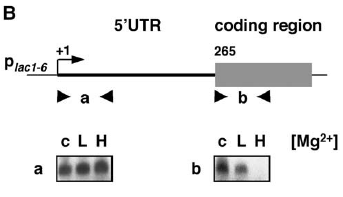 B
5'UTR coding region
+1 265
Plac1-6
a b
c L H c L H [Mg2+]
a b